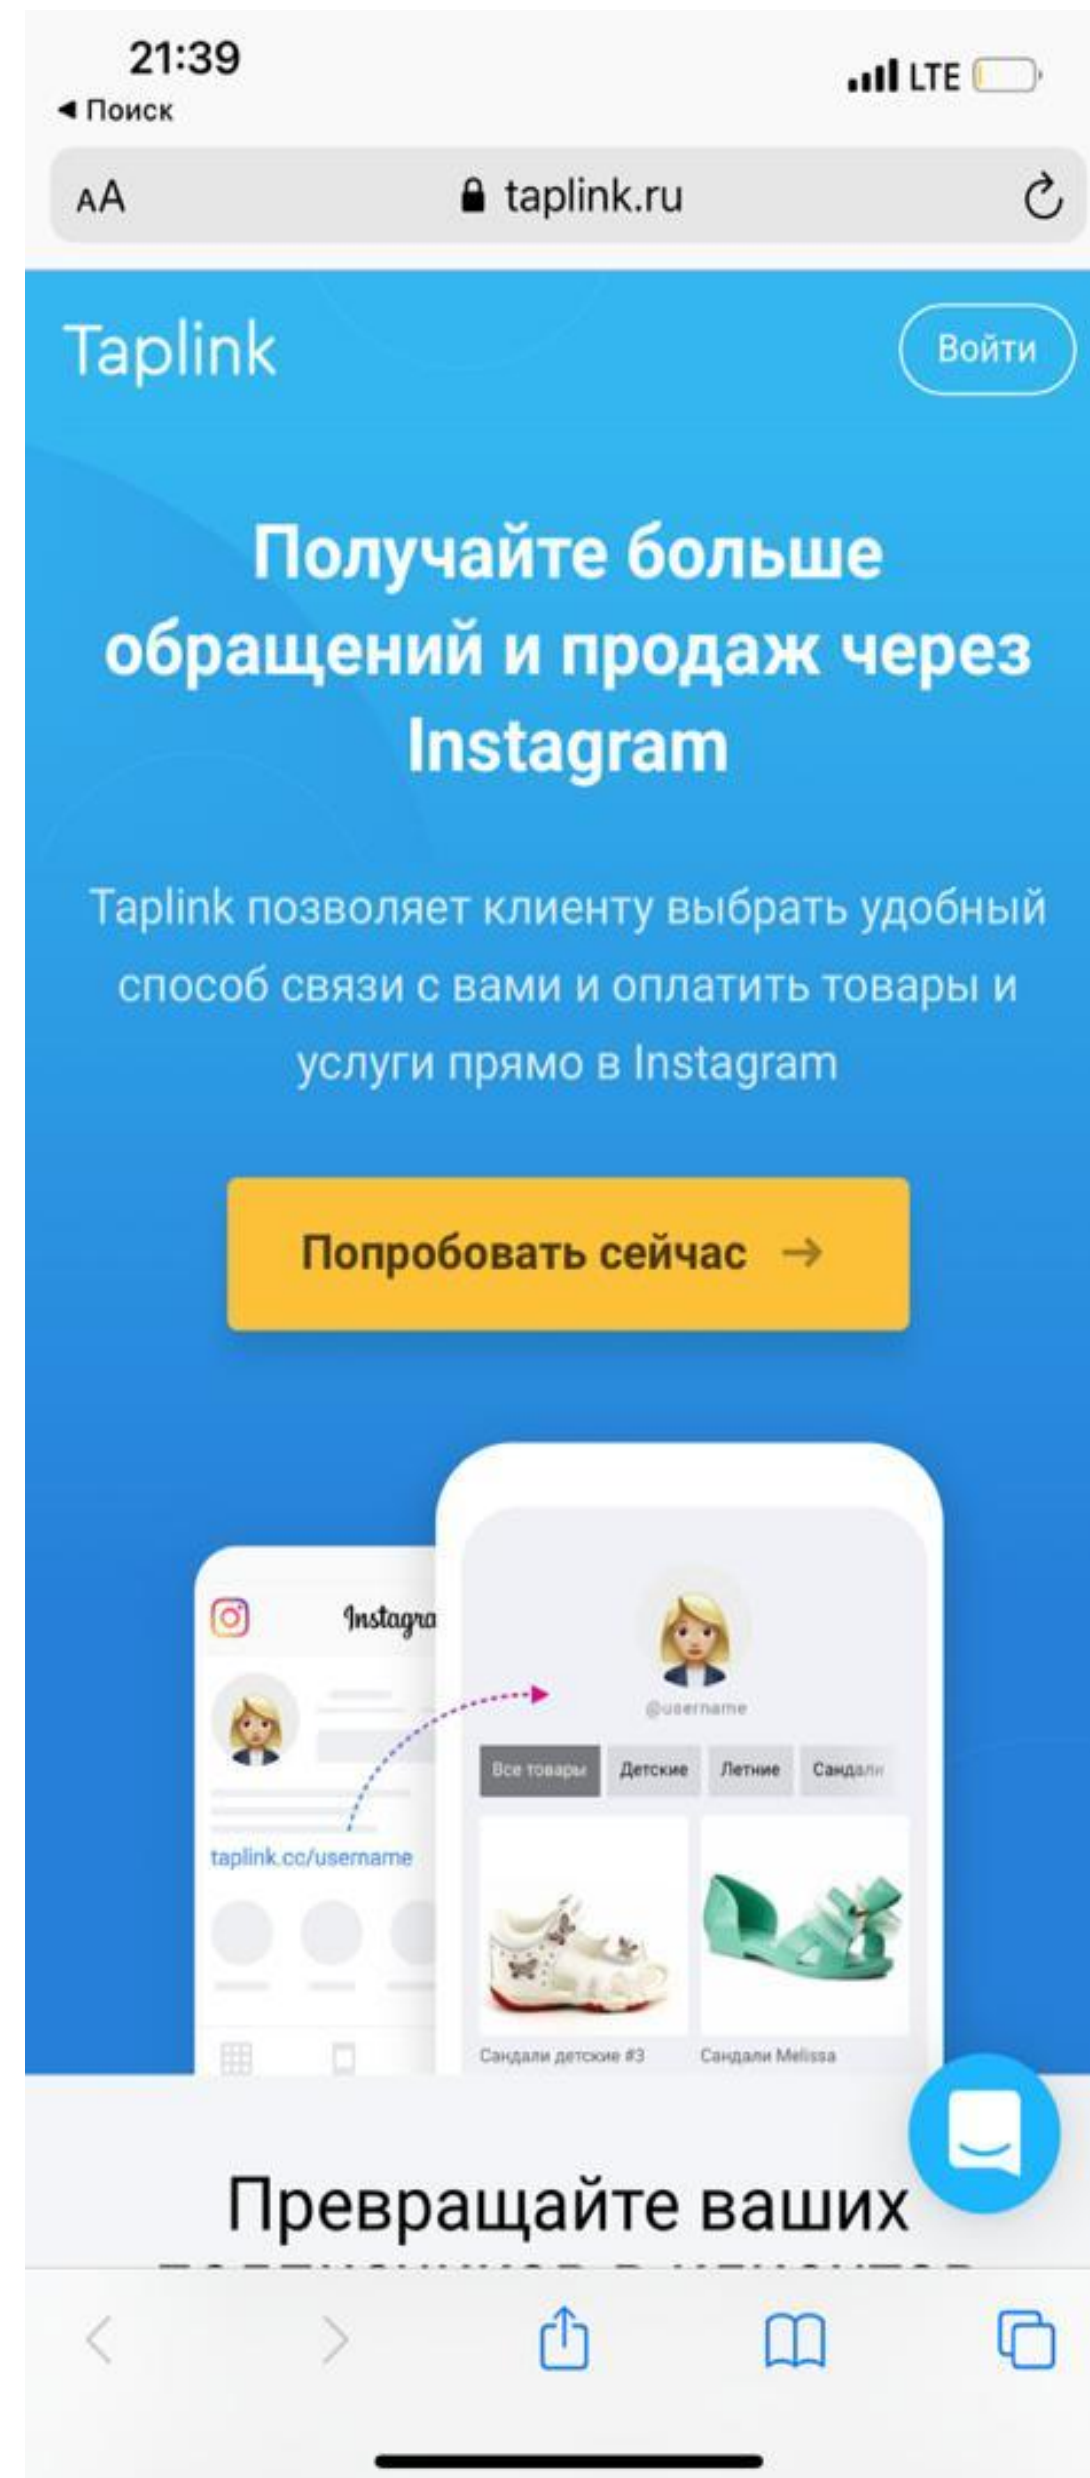 21:39
LTE
Поиск
AA
taplink.ru
Taplink
Войти
Получайте больше
обращений и продаж через
Instagram
Taplink позволяет клиенту выбрать удобный
способ связи с вами и оплатить товары и
услуги прямо в Instagram
Попробовать сейчас →
Instagra
@username
Все товары Детские Летние Сандали
taplink.cc/username
Сандали детские #3 Сандали Melissa
Превращайте ваших